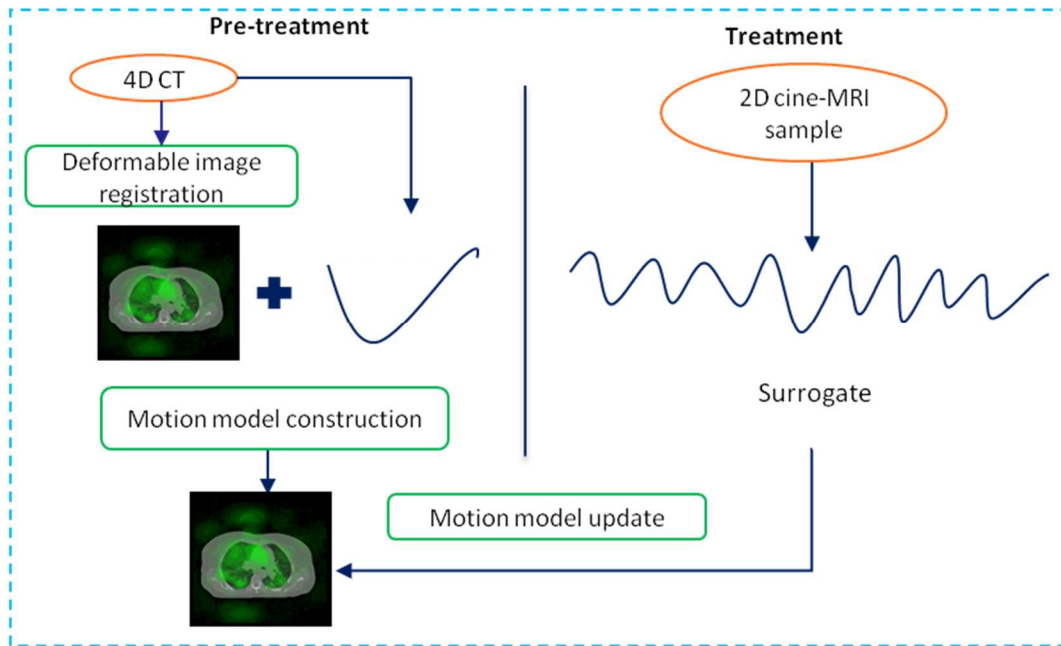 Pre-treatment
Treatment
4D CT
2D cine-MRI
sample
Deformable image
registration
Surrogate
Motion model construction
Motion model update